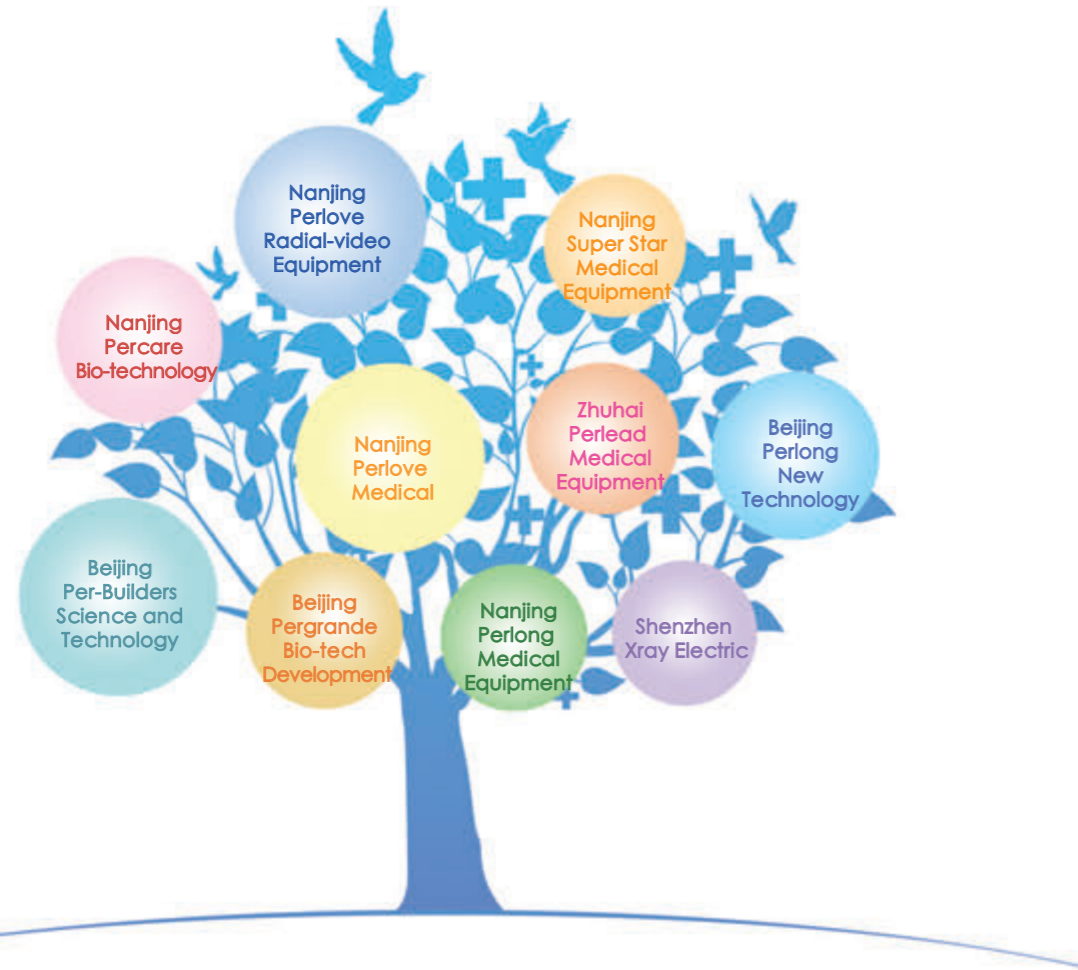 Nanjing
Perlove
Radial-video
Equipment
Nanjing
Super Star
Medical
Equipment
Nanjing
Percare
Bio-technology
Nanjing
Perlove
Medical
Zhuhai
Perlead
Medical
Equipment
Beijing
Perlong
New
Technology
Beijing
Per-Builders
Science and
Technology
Beijing
Pergrande
Bio-tech
Development
Nanjing
Perlong
Medical
Equipment
Shenzhen
Xray Electric